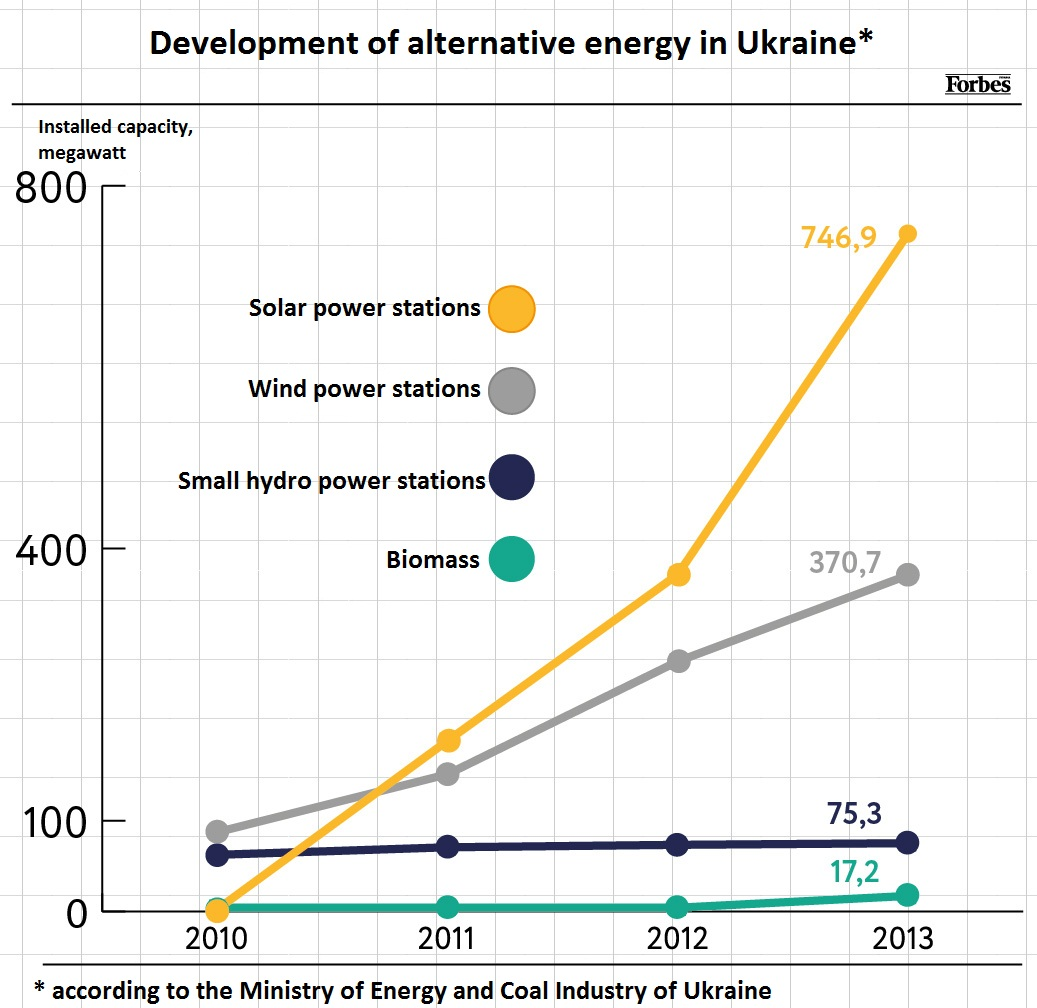 Development of alternative energy in Ukraine*
Forbes
Installed capacity,
megawatt
800
746,9
Solar power stations
Wind power stations
Small hydro power stations
400
370,7
Biomass
100
75,3
17,2
0
2010 2011 2012 2013
* according to the Ministry of Energy and Coal Industry of Ukraine